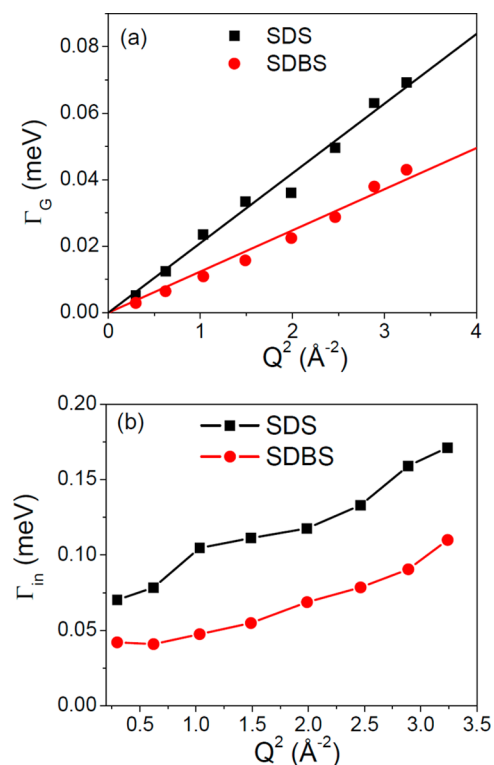 (a)
SDS
SDBS
0.08
0.06
0.04
0.02
0.00
Γ_G (meV)
0 1 2 3 4
Q² (Å⁻²)
(b)
SDS
SDBS
0.20
0.15
0.10
0.05
0.00
Γ_in (meV)
0.5 1.0 1.5 2.0 2.5 3.0 3.5
Q² (Å⁻²)